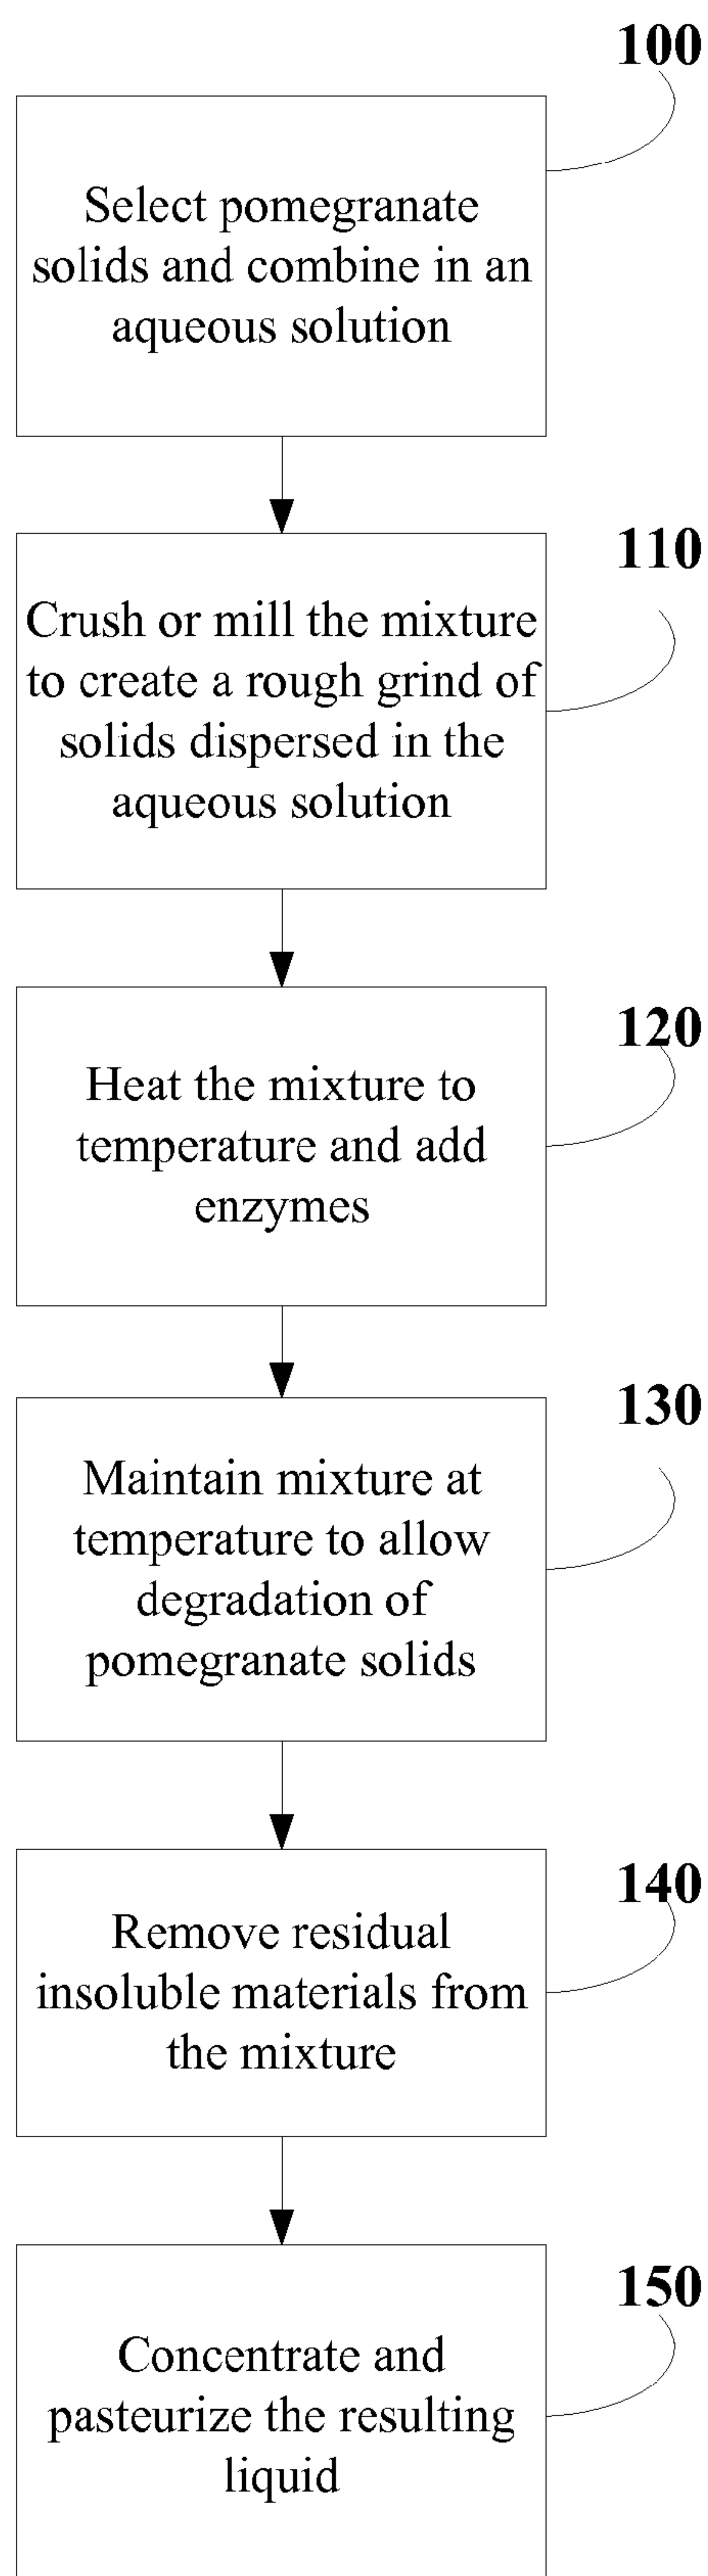 100
Select pomegranate
solids and combine in an
aqueous solution
110
Crush or mill the mixture
to create a rough grind of
solids dispersed in the
aqueous solution
120
Heat the mixture to
temperature and add
enzymes
130
Maintain mixture at
temperature to allow
degradation of
pomegranate solids
140
Remove residual
insoluble materials from
the mixture
150
Concentrate and
pasteurize the resulting
liquid